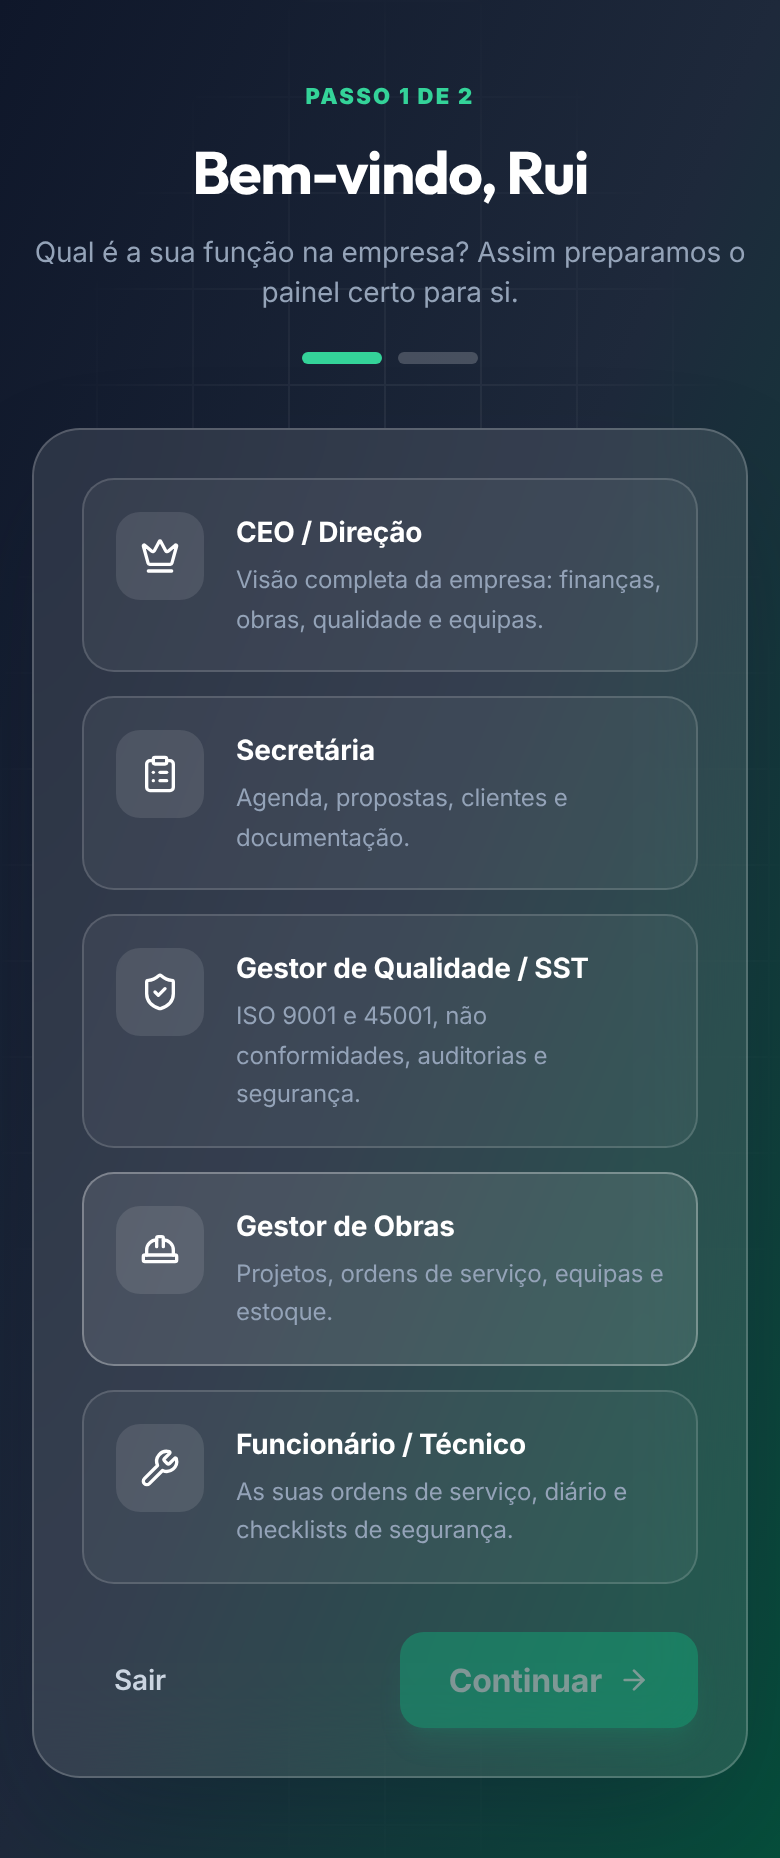 PASSO 1 DE 2
Bem-vindo, Rui
Qual é a sua função na empresa? Assim preparamos o
painel certo para si.
CEO / Direção
Visão completa da empresa: finanças,
obras, qualidade e equipas.
Secretária
Agenda, propostas, clientes e
documentação.
Gestor de Qualidade / SST
ISO 9001 e 45001, não
conformidades, auditorias e
segurança.
Gestor de Obras
Projetos, ordens de serviço, equipas e
estoque.
Funcionário / Técnico
As suas ordens de serviço, diário e
checklists de segurança.
Sair
Continuar